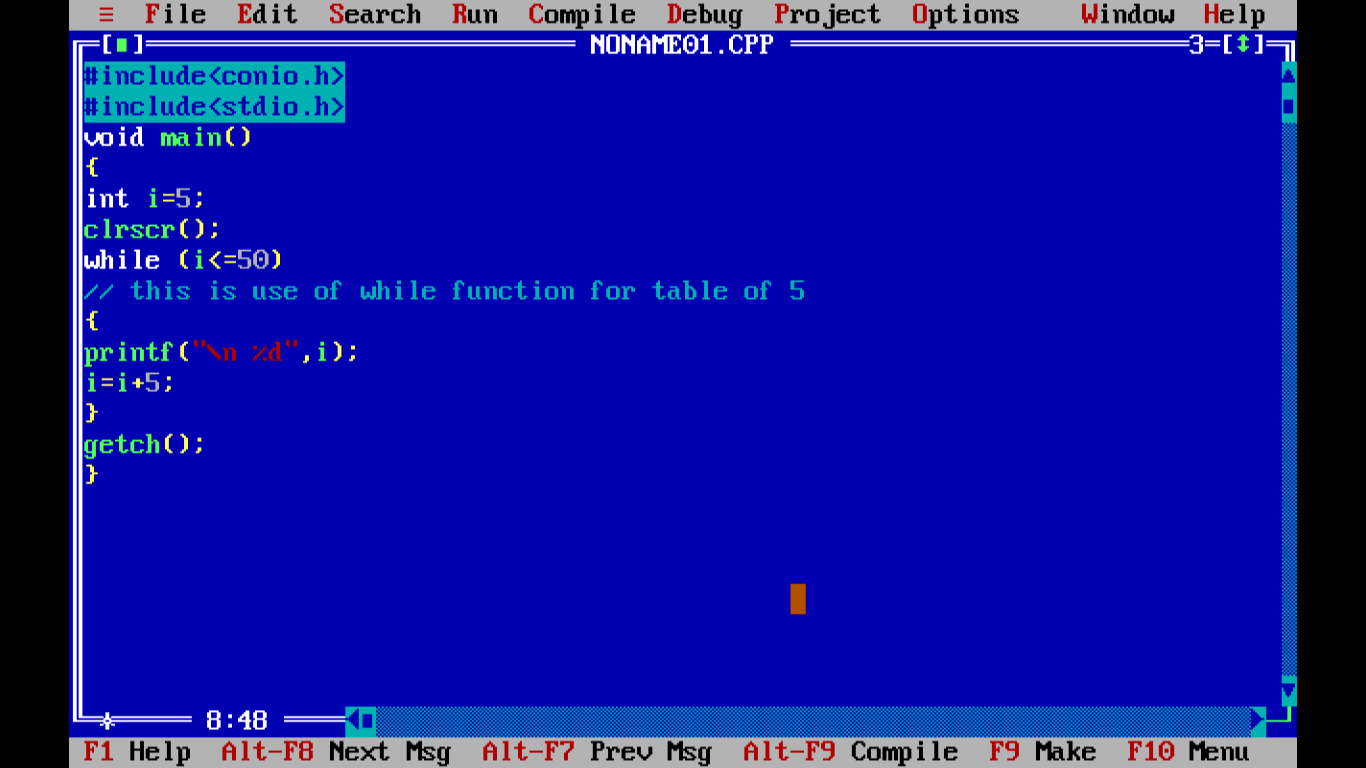 ≡ File Edit Search Run Compile Debug Project Options Window Help
[■] NONAME01.CPP 3=[↕]
#include<conio.h>
#include<stdio.h>
void main()
{
int i=5;
clrscr();
while (i<=50)
// this is use of while function for table of 5
{
printf("\n %d",i);
i=i+5;
}
getch();
}
8:48
F1 Help Alt-F8 Next Msg Alt-F7 Prev Msg Alt-F9 Compile F9 Make F10 Menu